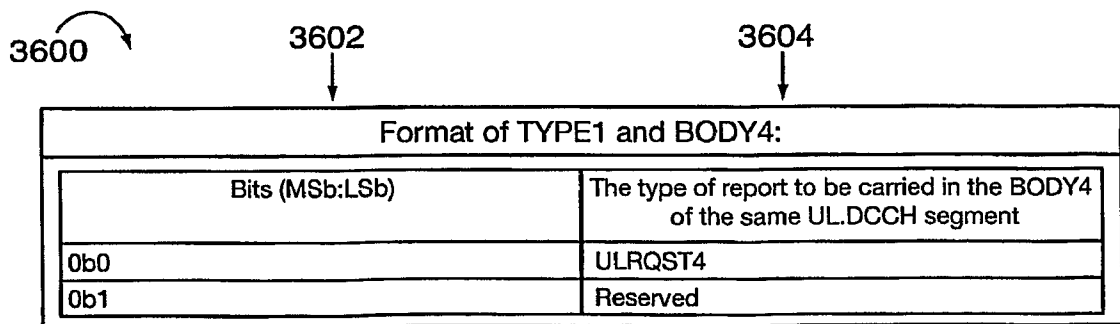 3600
3602
3604
Format of TYPE1 and BODY4:
Bits (MSb:LSb)
The type of report to be carried in the BODY4
of the same UL.DCCH segment
0b0
ULRQST4
0b1
Reserved